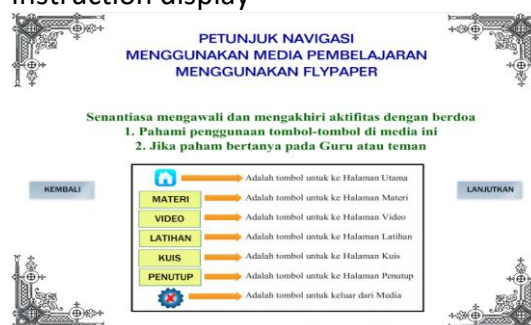 Instruction display
PETUNJUK NAVIGASI
MENGGUNAKAN MEDIA PEMBELAJARAN
MENGGUNAKAN FLYPAPER
Senantiasa mengawali dan mengakhiri aktifitas dengan berdoa
1. Pahami penggunaan tombol-tombol di media ini
2. Jika paham bertanya pada Guru atau teman
KEMBALI
LANJUTKAN
Adalah tombol untuk ke Halaman Utama
MATERI Adalah tombol untuk ke Halaman Materi
VIDEO Adalah tombol untuk ke Halaman Video
LATIHAN Adalah tombol untuk ke Halaman Latihan
KUIS Adalah tombol untuk ke Halaman Kuis
PENUTUP Adalah tombol untuk ke Halaman Penutup
Adalah tombol untuk keluar dari Media